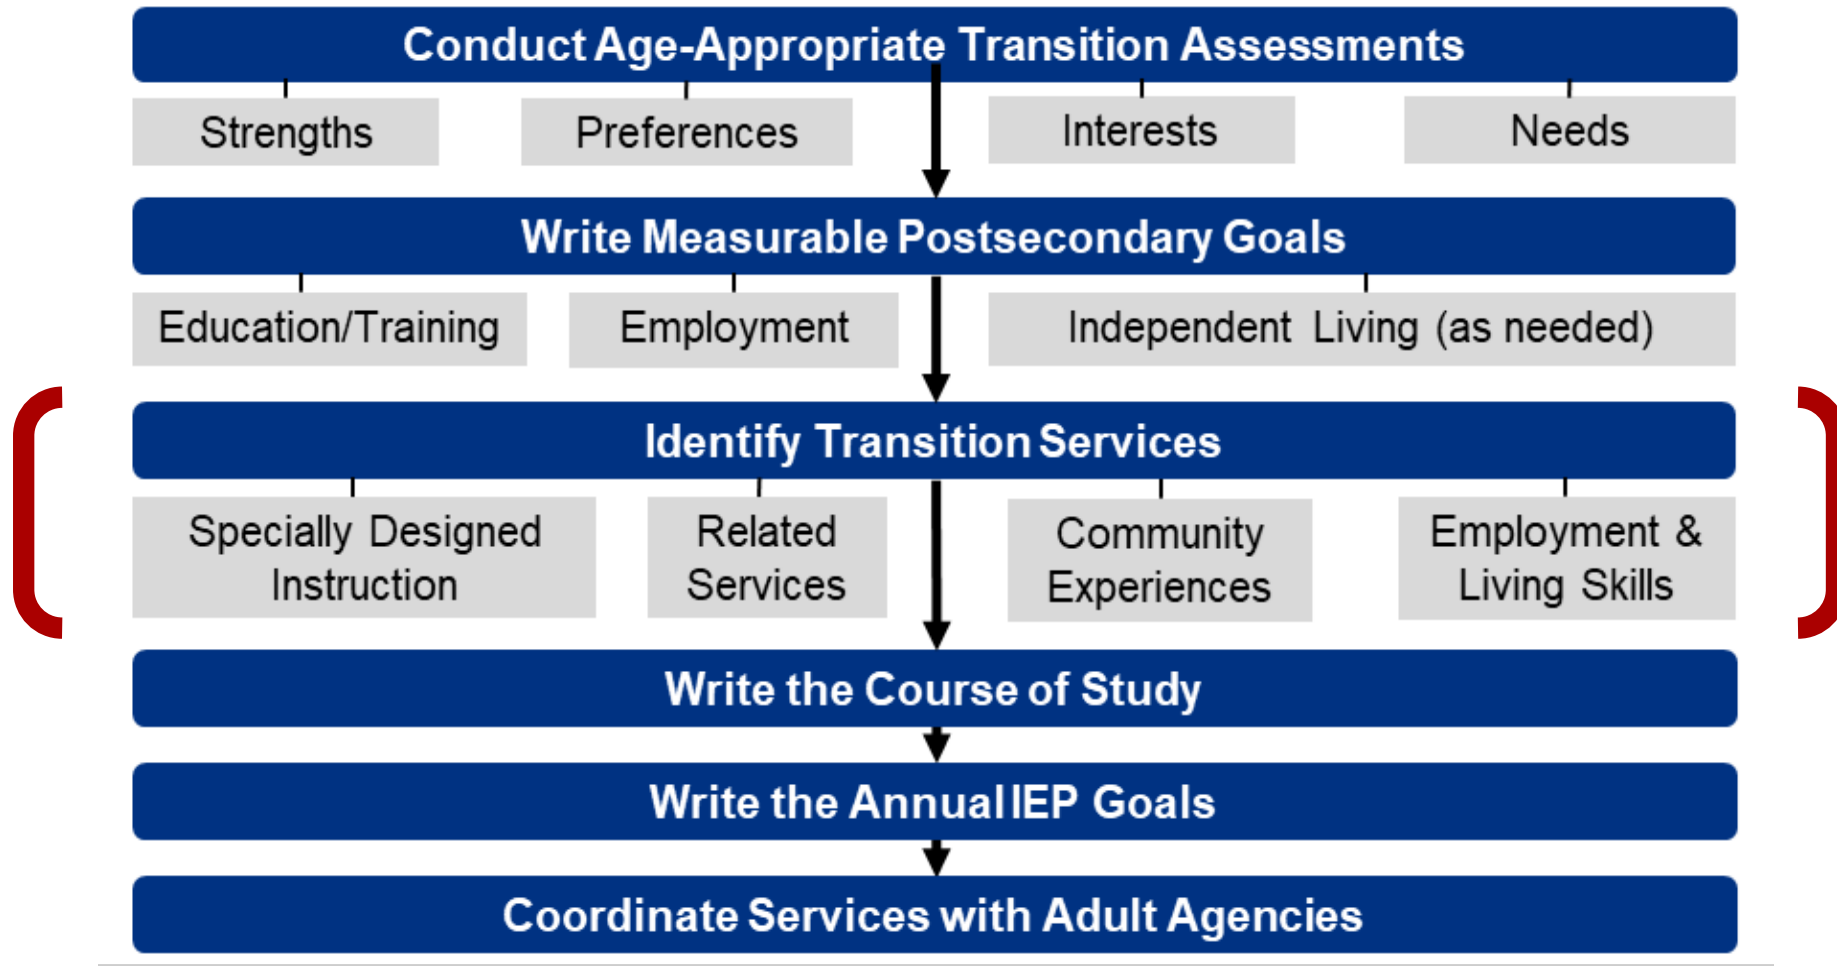 Conduct Age-Appropriate Transition Assessments
Strengths
Preferences
Interests
Needs
Write Measurable Postsecondary Goals
Education/Training
Employment
Independent Living (as needed)
Identify Transition Services
Specially Designed
Instruction
Related
Services
Community
Experiences
Employment &
Living Skills
Write the Course of Study
Write the Annual IEP Goals
Coordinate Services with Adult Agencies